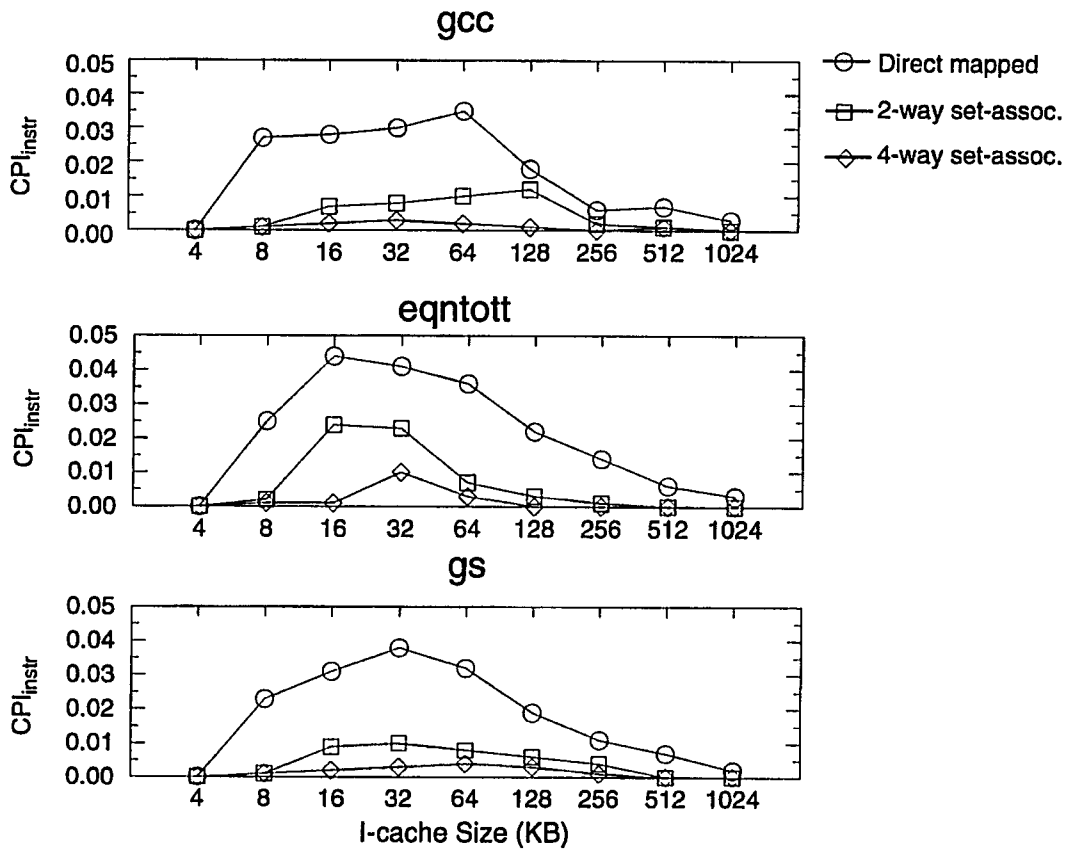 gcc
0.05
0.04
0.03
0.02
0.01
0.00
CPIinstr
4 8 16 32 64 128 256 512 1024
Direct mapped
2-way set-assoc.
4-way set-assoc.
eqntott
0.05
0.04
0.03
0.02
0.01
0.00
CPIinstr
4 8 16 32 64 128 256 512 1024
gs
0.05
0.04
0.03
0.02
0.01
0.00
CPIinstr
4 8 16 32 64 128 256 512 1024
I-cache Size (KB)